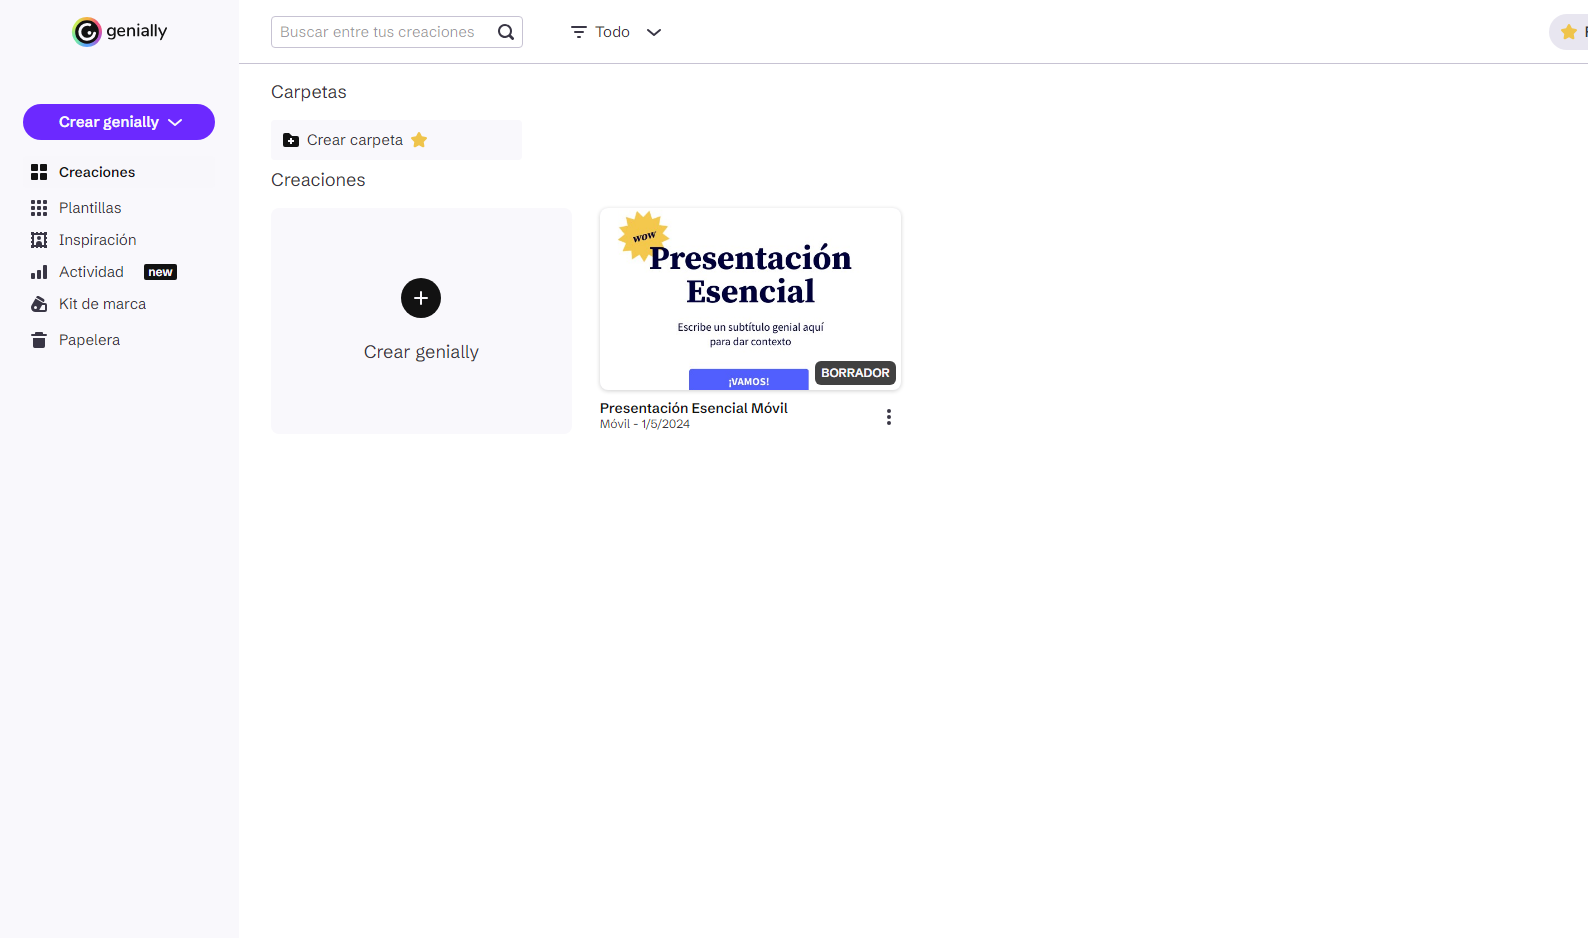 genially
Buscar entre tus creaciones
Todo
Crear genially
Creaciones
Plantillas
Inspiración
Actividad new
Kit de marca
Papelera
Carpetas
Crear carpeta
Creaciones
Crear genially
WOW
Presentación
Esencial
Escribe un subtítulo genial aquí
para dar contexto
¡VAMOS!
BORRADOR
Presentación Esencial Móvil
Móvil - 1/5/2024